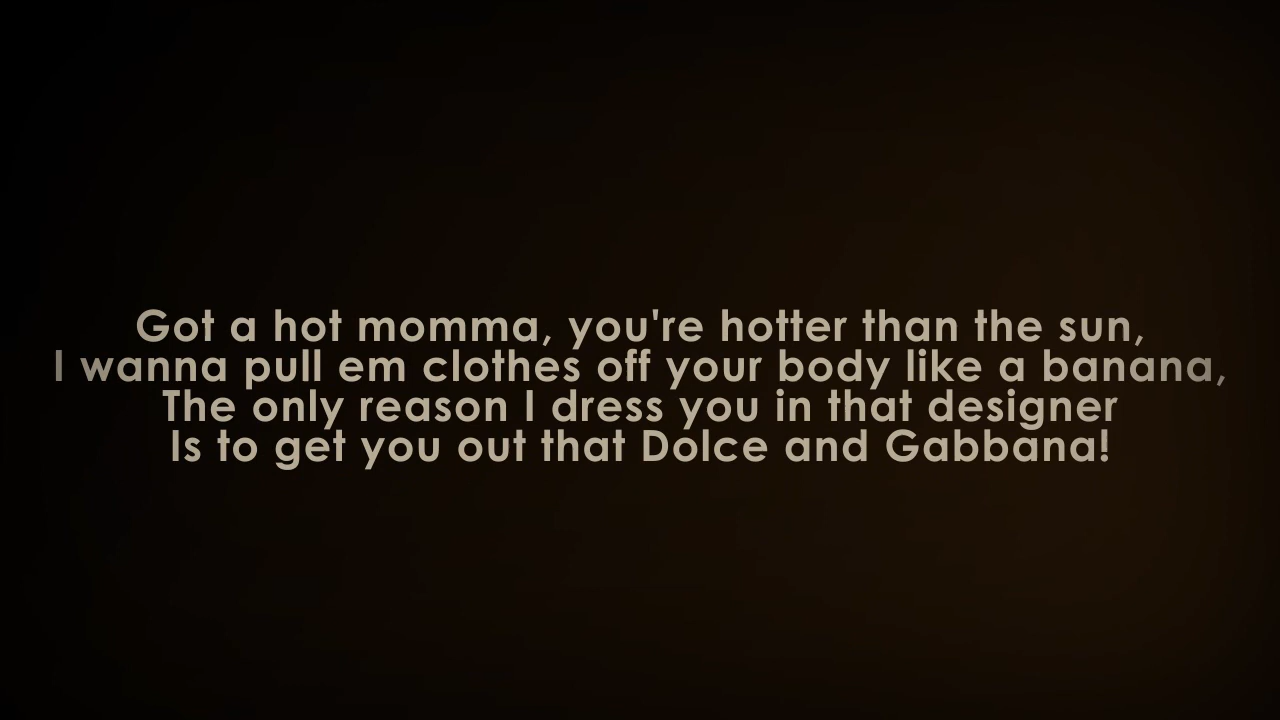 Got a hot momma, you're hotter than the sun,
I wanna pull em clothes off your body like a banana,
The only reason I dress you in that designer
Is to get you out that Dolce and Gabbana!